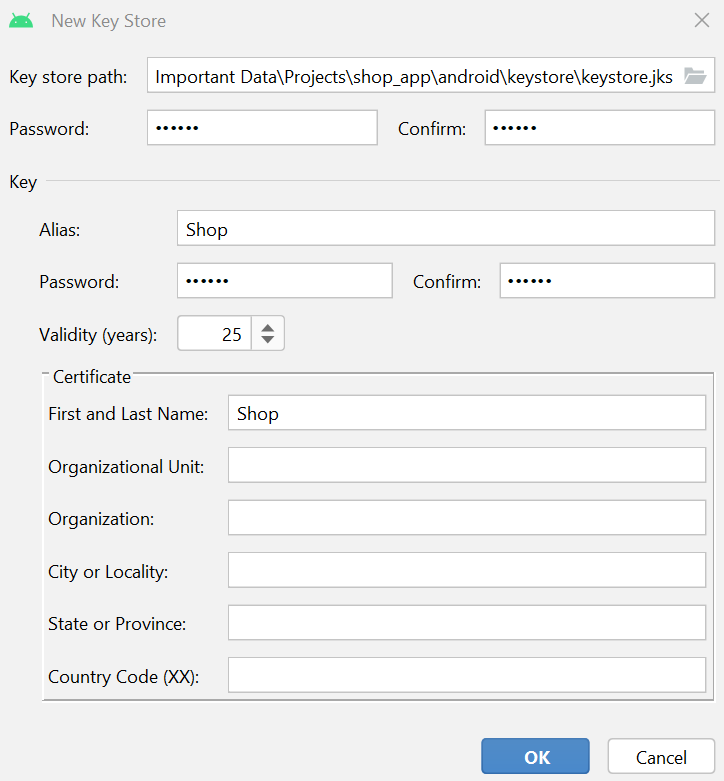 New Key Store
Key store path: Important Data\Projects\shop_app\android\keystore\keystore.jks
Password: •••••• Confirm: ••••••
Key
Alias: Shop
Password: •••••• Confirm: ••••••
Validity (years): 25
Certificate
First and Last Name: Shop
Organizational Unit:
Organization:
City or Locality:
State or Province:
Country Code (XX):
OK Cancel